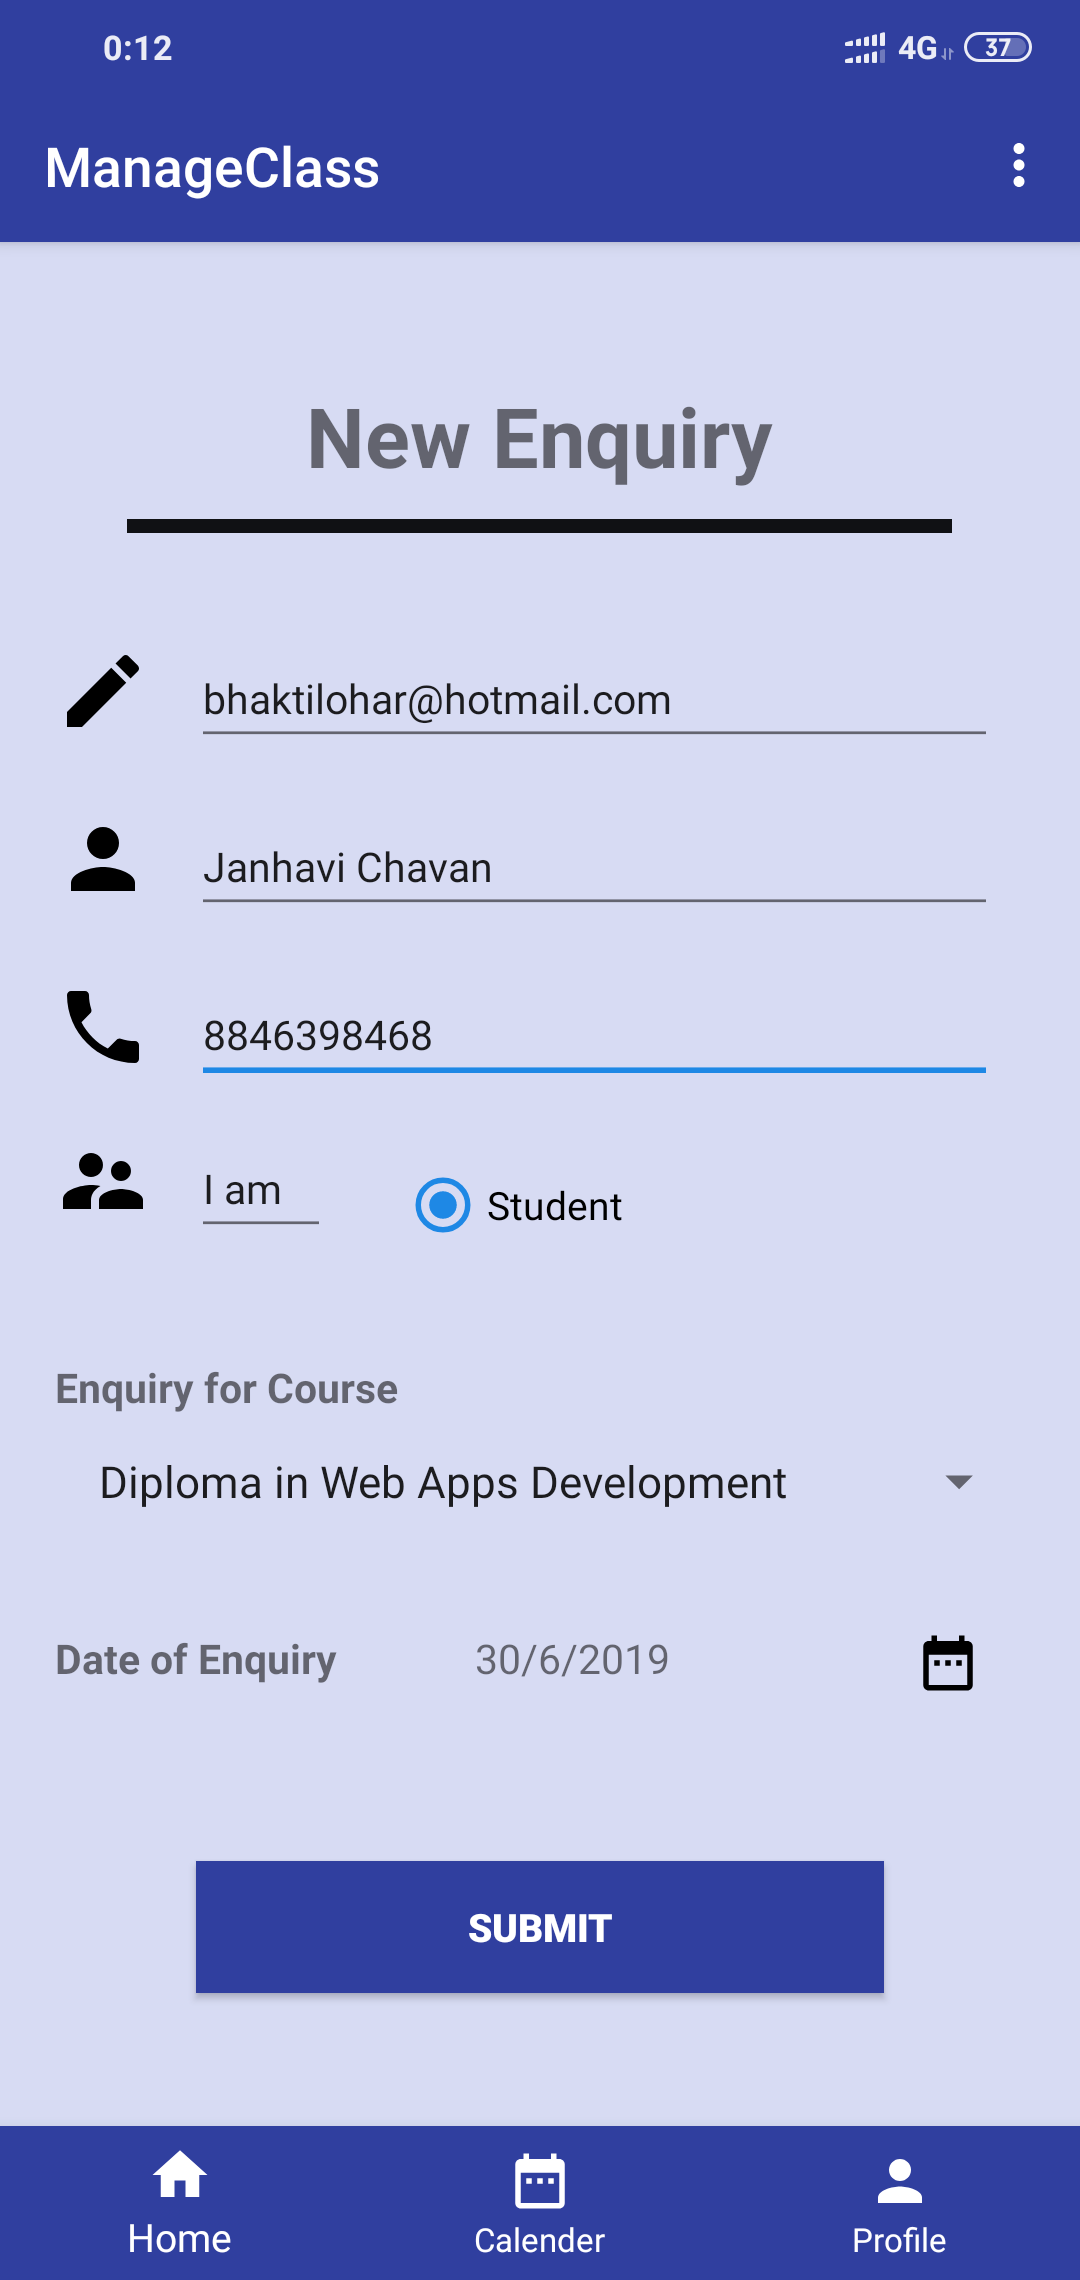 0:12 4G 37
ManageClass
New Enquiry
bhaktilohar@hotmail.com
Janhavi Chavan
8846398468
I am Student
Enquiry for Course
Diploma in Web Apps Development
Date of Enquiry 30/6/2019
SUBMIT
Home Calender Profile